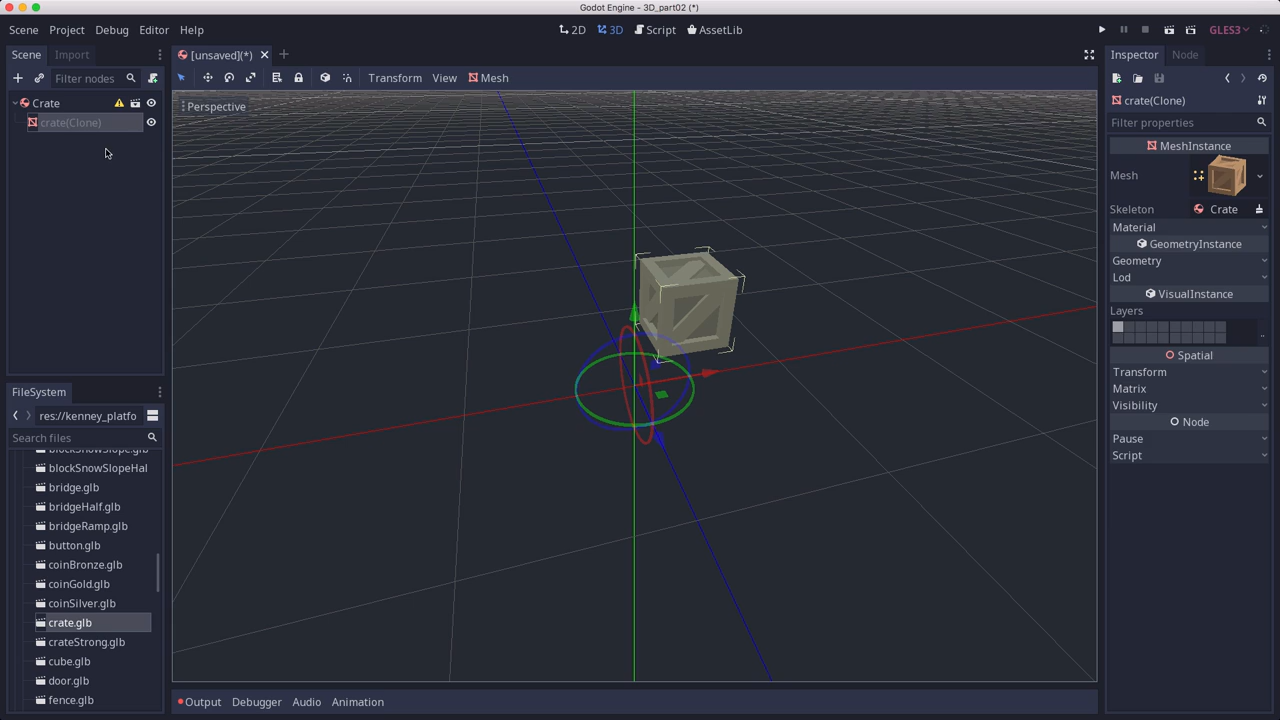 Godot Engine - 3D_part02 (*)
Scene Project Debug Editor Help
2D 3D Script AssetLib
GLES3
Scene Import
[unsaved](*)
Inspector Node
Filter nodes
Transform View Mesh
Crate
crate(Clone)
Perspective
crate(Clone)
Filter properties
MeshInstance
Mesh
Skeleton Crate
Material
GeometryInstance
Geometry
Lod
VisualInstance
Layers
..
Spatial
Transform
Matrix
Visibility
Node
Pause
Script
FileSystem
res://kenney_platfo
Search files
blockSnowSlope.glb
blockSnowSlopeHal
bridge.glb
bridgeHalf.glb
bridgeRamp.glb
button.glb
coinBronze.glb
coinGold.glb
coinSilver.glb
crate.glb
crateStrong.glb
cube.glb
door.glb
fence.glb
Output Debugger Audio Animation